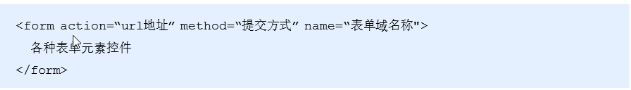 <form action=“url地址” method=“提交方式” name=“表单域名称">
各种表单元素控件
</form>